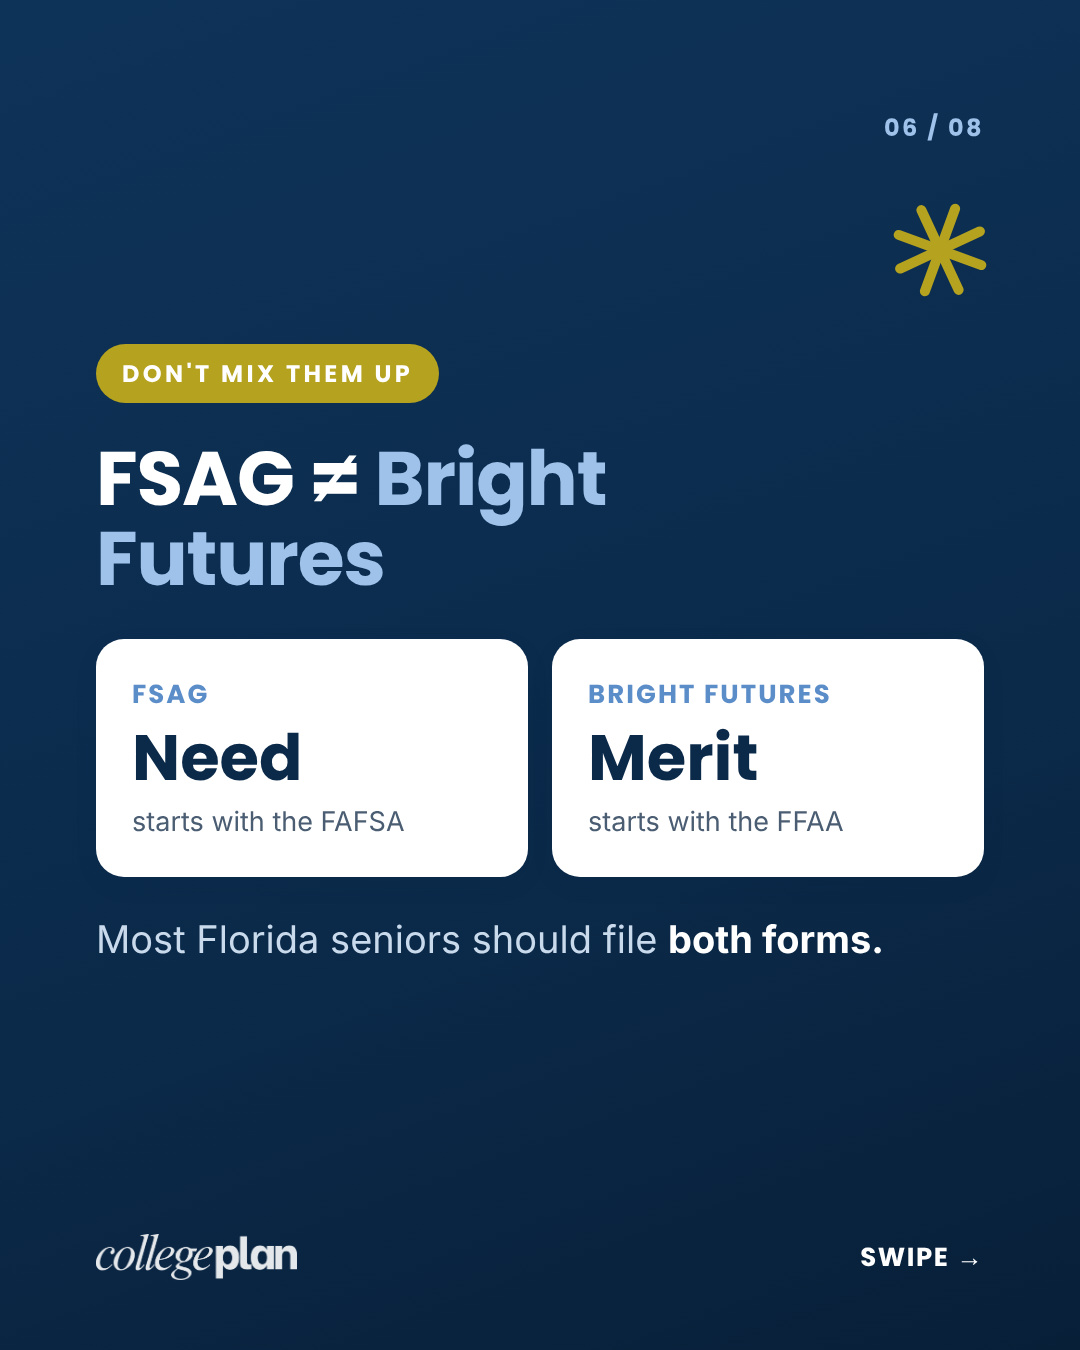 06 / 08
DON'T MIX THEM UP
FSAG ≠ Bright
Futures
FSAG
Need
starts with the FAFSA
BRIGHT FUTURES
Merit
starts with the FFAA
Most Florida seniors should file both forms.
collegeplan
SWIPE →